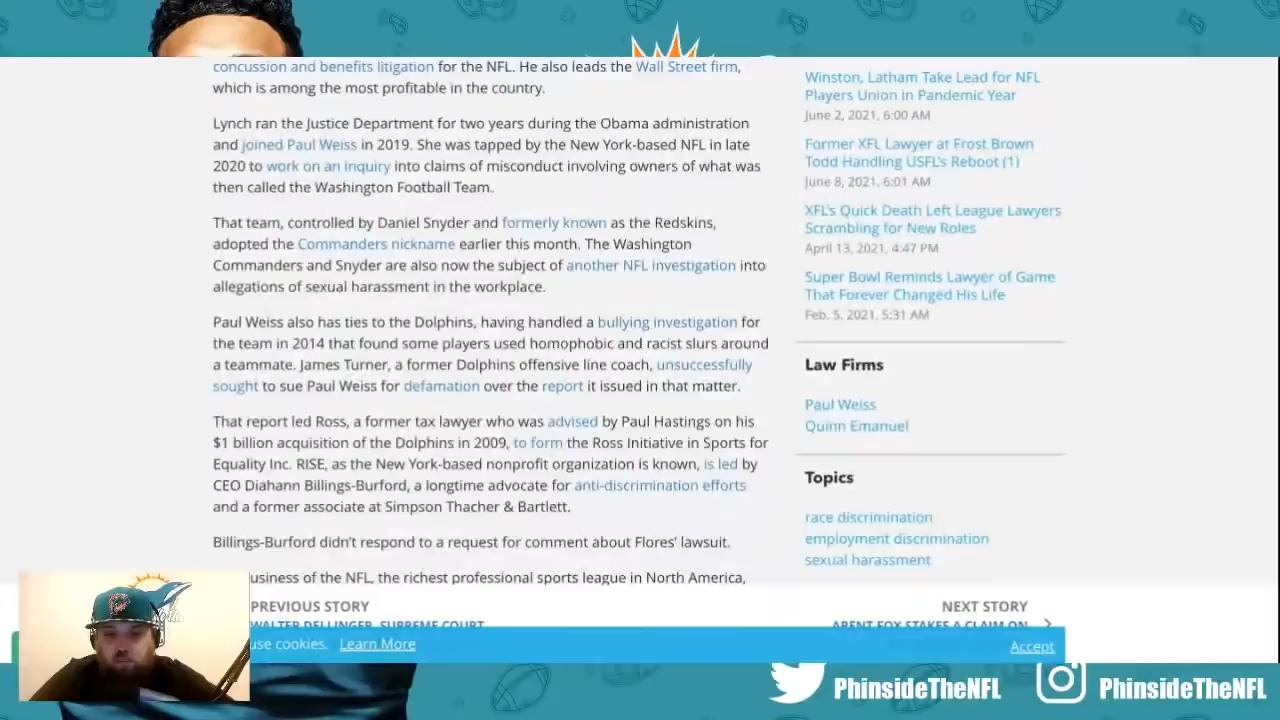 concussion and benefits litigation for the NFL. He also leads the Wall Street firm,
which is among the most profitable in the country.
Lynch ran the Justice Department for two years during the Obama administration
and joined Paul Weiss in 2019. She was tapped by the New York-based NFL in late
2020 to work on an inquiry into claims of misconduct involving owners of what was
then called the Washington Football Team.
That team, controlled by Daniel Snyder and formerly known as the Redskins,
adopted the Commanders nickname earlier this month. The Washington
Commanders and Snyder are also now the subject of another NFL investigation into
allegations of sexual harassment in the workplace.
Paul Weiss also has ties to the Dolphins, having handled a bullying investigation for
the team in 2014 that found some players used homophobic and racist slurs around
a teammate. James Turner, a former Dolphins offensive line coach, unsuccessfully
sought to sue Paul Weiss for defamation over the report it issued in that matter.
That report led Ross, a former tax lawyer who was advised by Paul Hastings on his
$1 billion acquisition of the Dolphins in 2009, to form the Ross Initiative in Sports for
Equality Inc. RISE, as the New York-based nonprofit organization is known, is led by
CEO Diahann Billings-Burford, a longtime advocate for anti-discrimination efforts
and a former associate at Simpson Thacher & Bartlett.
Billings-Burford didn't respond to a request for comment about Flores' lawsuit.
usiness of the NFL, the richest professional sports league in North America,
Winston, Latham Take Lead for NFL
Players Union in Pandemic Year
June 2, 2021, 6:00 AM
Former XFL Lawyer at Frost Brown
Todd Handling USFL's Reboot (1)
June 8, 2021, 6:01 AM
XFL's Quick Death Left League Lawyers
Scrambling for New Roles
April 13, 2021, 4:47 PM
Super Bowl Reminds Lawyer of Game
That Forever Changed His Life
Feb. 5, 2021, 5:31 AM
Law Firms
Paul Weiss
Quinn Emanuel
Topics
race discrimination
employment discrimination
sexual harassment
PREVIOUS STORY
WALTER DELLINGER, SUPREME COURT
NEXT STORY
ARENT FOX STAKES A CLAIM ON
use cookies. Learn More
Accept
PhinsideTheNFL
PhinsideTheNFL